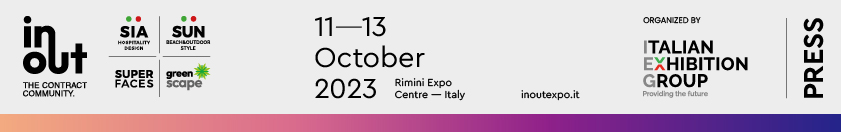 in
out
THE CONTRACT
COMMUNITY.
SIA
HOSPITALITY
DESIGN
SUN
BEACH&OUTDOOR
STYLE
SUPER
FACES
green
scape
11—13
October
2023
Rimini Expo
Centre — Italy
inoutexpo.it
ORGANIZED BY
ITALIAN
EXHIBITION
GROUP
Providing the future
PRESS